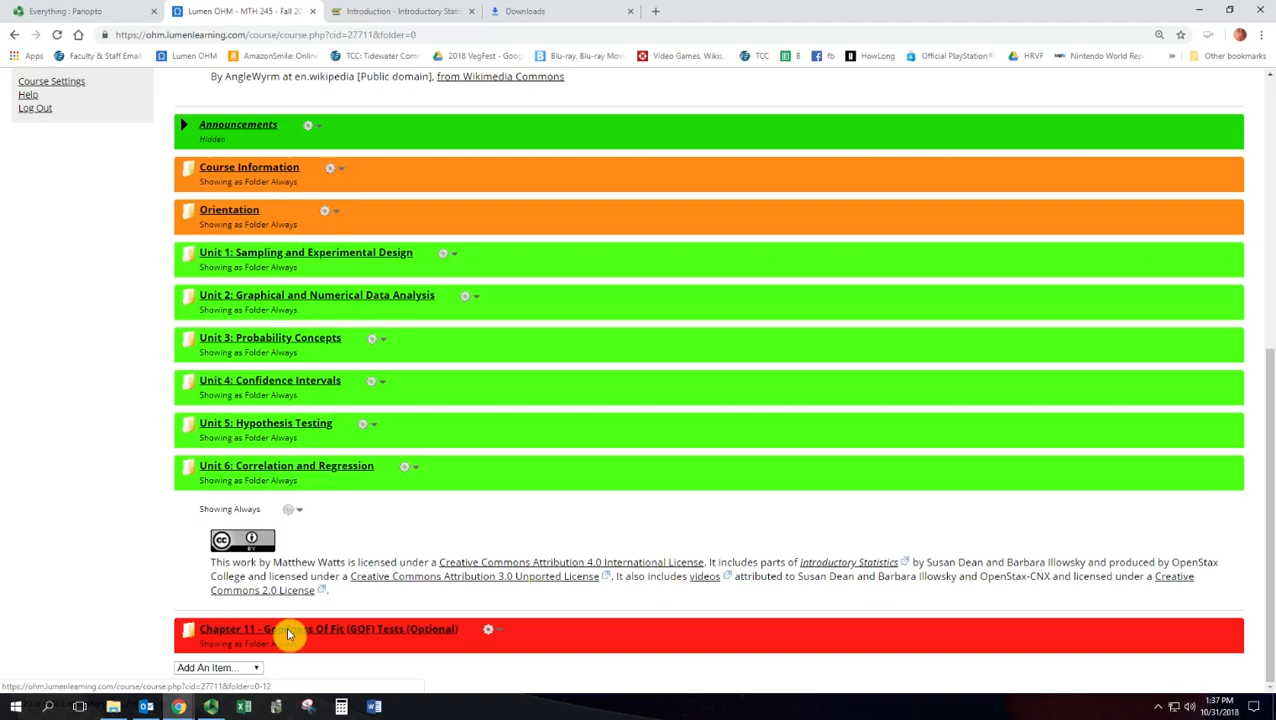 Everything: Panopto
Lumen OHM - MTH 245 - Fall 20
Introduction - Introductory Statis
Downloads
https://ohm.lumenlearning.com/course/course.php?cid=27711&folder=0
Apps
Faculty & Staff Email
Lumen OHM
AmazonSmile: Online
TCC: Tidewater Comm
2018 VegFest - Goog
Blu-ray, Blu-ray Mov
Video Games, Wikis,
TCC
B
fb
HowLong
Official PlayStation®
HRVF
Nintendo World Rep
»
Other bookmarks
Course Settings
Help
Log Out
By AngleWyrm at en.wikipedia [Public domain], from Wikimedia Commons
Announcements
Hidden
Course Information
Showing as Folder Always
Orientation
Showing as Folder Always
Unit 1: Sampling and Experimental Design
Showing as Folder Always
Unit 2: Graphical and Numerical Data Analysis
Showing as Folder Always
Unit 3: Probability Concepts
Showing as Folder Always
Unit 4: Confidence Intervals
Showing as Folder Always
Unit 5: Hypothesis Testing
Showing as Folder Always
Unit 6: Correlation and Regression
Showing as Folder Always
Showing Always
CC BY
This work by Matthew Watts is licensed under a Creative Commons Attribution 4.0 International License. It includes parts of Introductory Statistics by Susan Dean and Barbara Illowsky and produced by OpenStax
College and licensed under a Creative Commons Attribution 3.0 Unported License. It also includes videos attributed to Susan Dean and Barbara Illowsky and OpenStax-CNX and licensed under a Creative
Commons 2.0 License.
Chapter 11 - Goodness Of Fit (GOF) Tests (Optional)
Showing as Folder Always
Add An Item...
https://ohm.lumenlearning.com/course/course.php?cid=27711&folder=0-12
1:37 PM
10/31/2018